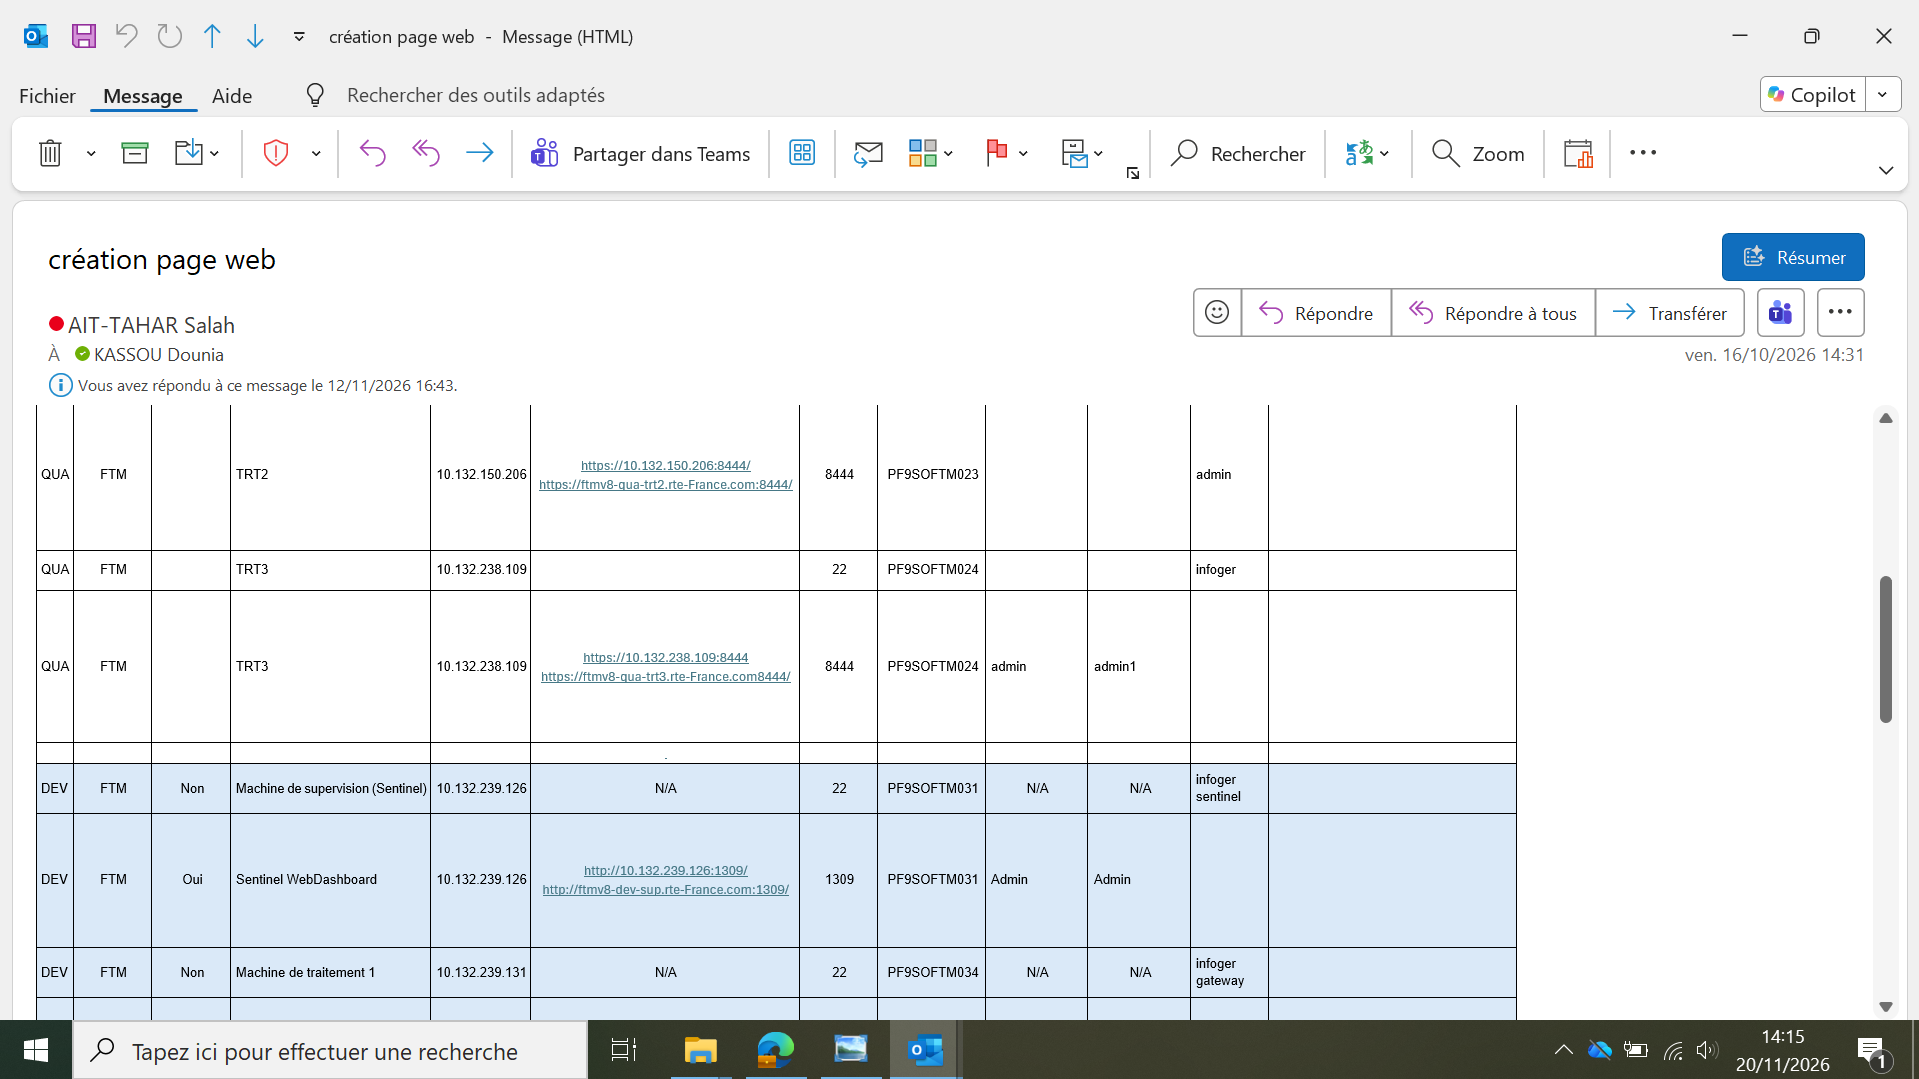 création page web - Message (HTML)
Fichier Message Aide Rechercher des outils adaptés
Copilot
Partager dans Teams Rechercher Zoom
création page web
Résumer
AIT-TAHAR Salah
Répondre Répondre à tous Transférer
À KASSOU Dounia
ven. 16/10/2026 14:31
Vous avez répondu à ce message le 12/11/2026 16:43.
QUA FTM TRT2 10.132.150.206 https://10.132.150.206:8444/ 8444 PF9SOFTM023 admin
https://ftmv8-qua-trt2.rte-France.com:8444/
QUA FTM TRT3 10.132.238.109 22 PF9SOFTM024 infoger
QUA FTM TRT3 10.132.238.109 https://10.132.238.109:8444 8444 PF9SOFTM024 admin admin1
https://ftmv8-qua-trt3.rte-France.com8444/
.
DEV FTM Non Machine de supervision (Sentinel) 10.132.239.126 N/A 22 PF9SOFTM031 N/A N/A infoger
sentinel
DEV FTM Oui Sentinel WebDashboard 10.132.239.126 http://10.132.239.126:1309/ 1309 PF9SOFTM031 Admin Admin
http://ftmv8-dev-sup.rte-France.com:1309/
DEV FTM Non Machine de traitement 1 10.132.239.131 N/A 22 PF9SOFTM034 N/A N/A infoger
gateway
Tapez ici pour effectuer une recherche
14:15
20/11/2026
1